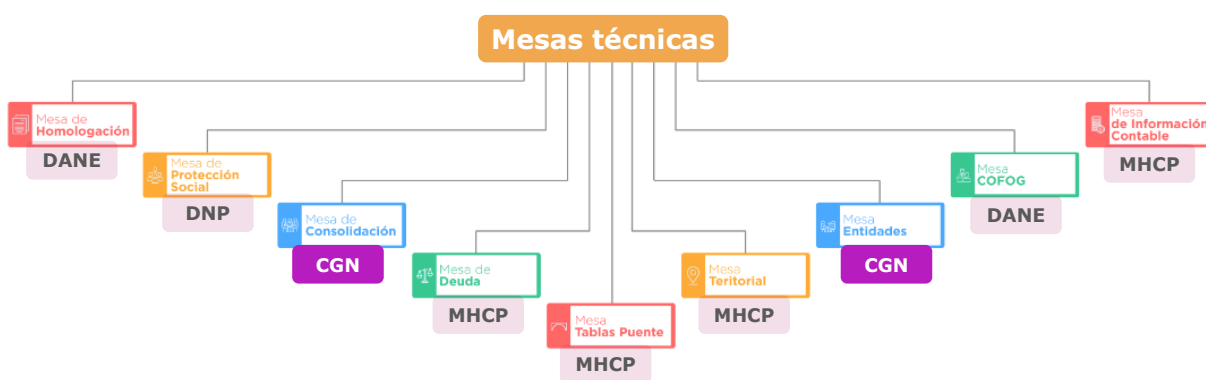 Mesas técnicas
Mesa de
Homologación
DANE
Mesa de
Protección
Social
DNP
Mesa de
Consolidación
CGN
Mesa de
Deuda
MHCP
Mesa
Tablas Puente
MHCP
Mesa
Teritorial
MHCP
Mesa
Entidades
CGN
Mesa
COFOG
DANE
Mesa
de Información
Contable
MHCP